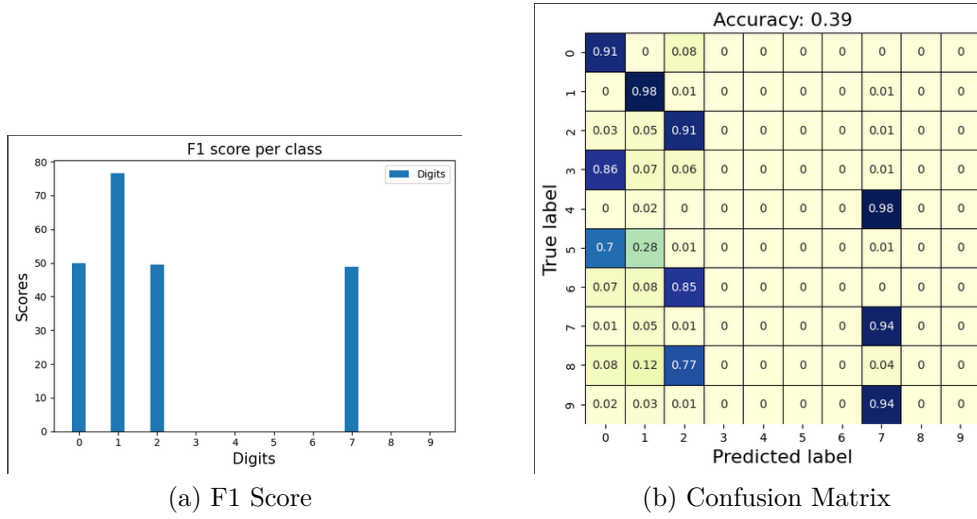 F1 score per class
Digits
80
70
60
50
40
30
20
10
0
Scores
0 1 2 3 4 5 6 7 8 9
Digits
(a) F1 Score
Accuracy: 0.39
True label
0 0.91 0 0.08 0 0 0 0 0 0 0
1 0 0.98 0.01 0 0 0 0 0.01 0 0
2 0.03 0.05 0.91 0 0 0 0 0.01 0 0
3 0.86 0.07 0.06 0 0 0 0 0.01 0 0
4 0 0.02 0 0 0 0 0 0.98 0 0
5 0.7 0.28 0.01 0 0 0 0 0.01 0 0
6 0.07 0.08 0.85 0 0 0 0 0 0 0
7 0.01 0.05 0.01 0 0 0 0 0.94 0 0
8 0.08 0.12 0.77 0 0 0 0 0.04 0 0
9 0.02 0.03 0.01 0 0 0 0 0.94 0 0
0 1 2 3 4 5 6 7 8 9
Predicted label
(b) Confusion Matrix